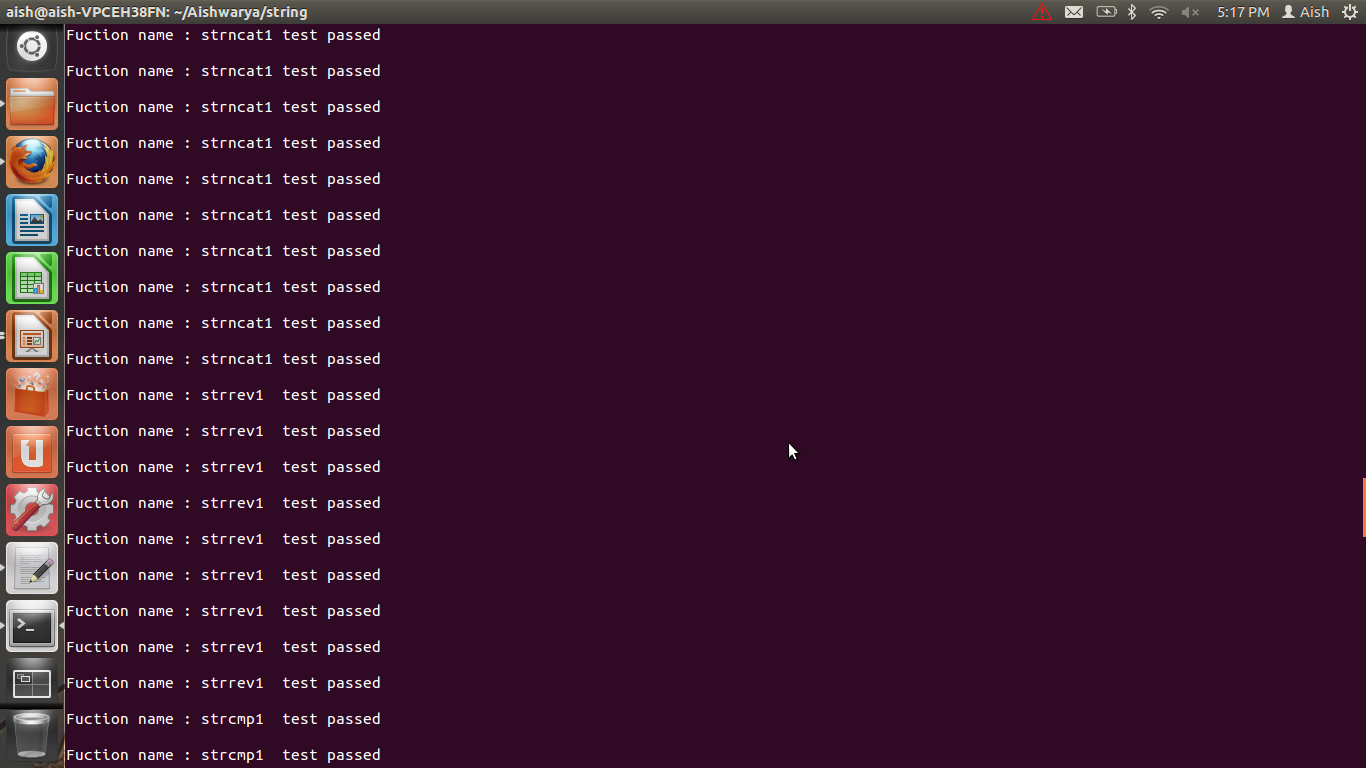 aish@aish-VPCEH38FN: ~/Aishwarya/string 5:17 PM Aish
Fuction name : strncat1 test passed
Fuction name : strncat1 test passed
Fuction name : strncat1 test passed
Fuction name : strncat1 test passed
Fuction name : strncat1 test passed
Fuction name : strncat1 test passed
Fuction name : strncat1 test passed
Fuction name : strncat1 test passed
Fuction name : strncat1 test passed
Fuction name : strncat1 test passed
Fuction name : strrev1  test passed
Fuction name : strrev1  test passed
Fuction name : strrev1  test passed
Fuction name : strrev1  test passed
Fuction name : strrev1  test passed
Fuction name : strrev1  test passed
Fuction name : strrev1  test passed
Fuction name : strrev1  test passed
Fuction name : strrev1  test passed
Fuction name : strcmp1  test passed
Fuction name : strcmp1  test passed